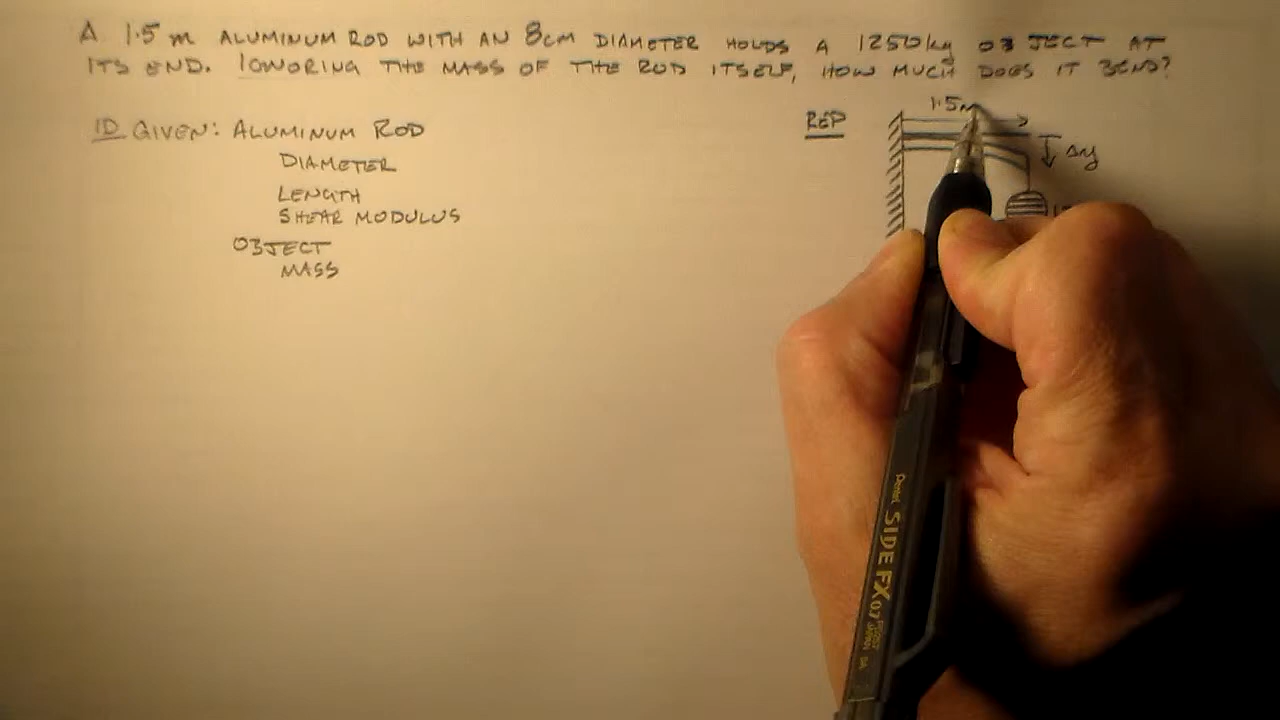 A 1.5 m ALUMINUM ROD WITH AN 8cm DIAMETER HOLDS A 1250kg OBJECT AT
ITS END. IGNORING THE MASS OF THE ROD ITSELF, HOW MUCH DOES IT BEND?
ID GIVEN: ALUMINUM ROD
DIAMETER
LENGTH
SHEAR MODULUS
OBJECT
MASS
REP
1.5m
Δy
Pentel SIDE FX 0.7